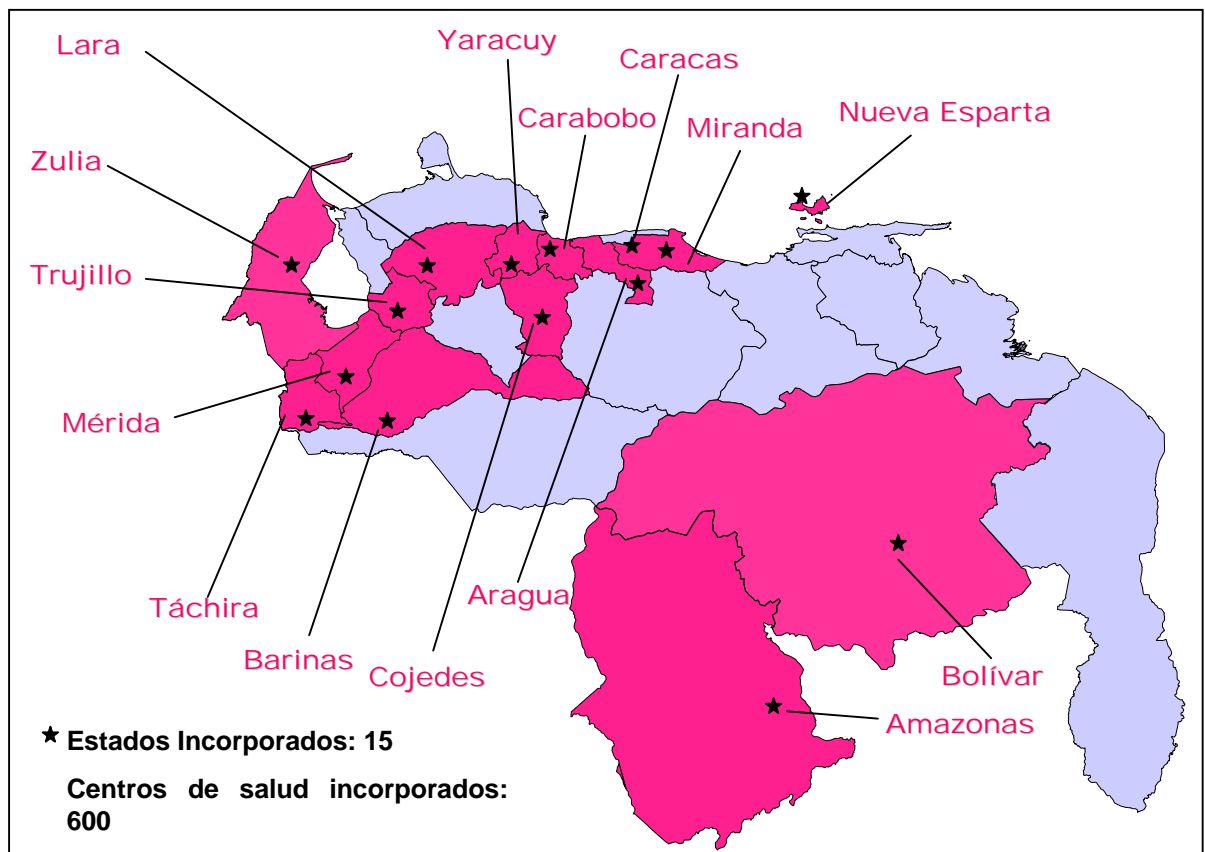 Lara
Yaracuy
Caracas
Carabobo
Miranda
Nueva Esparta
Zulia
Trujillo
Mérida
Táchira
Barinas
Cojedes
Aragua
Bolívar
Amazonas
Estados Incorporados: 15
Centros de salud incorporados:
600